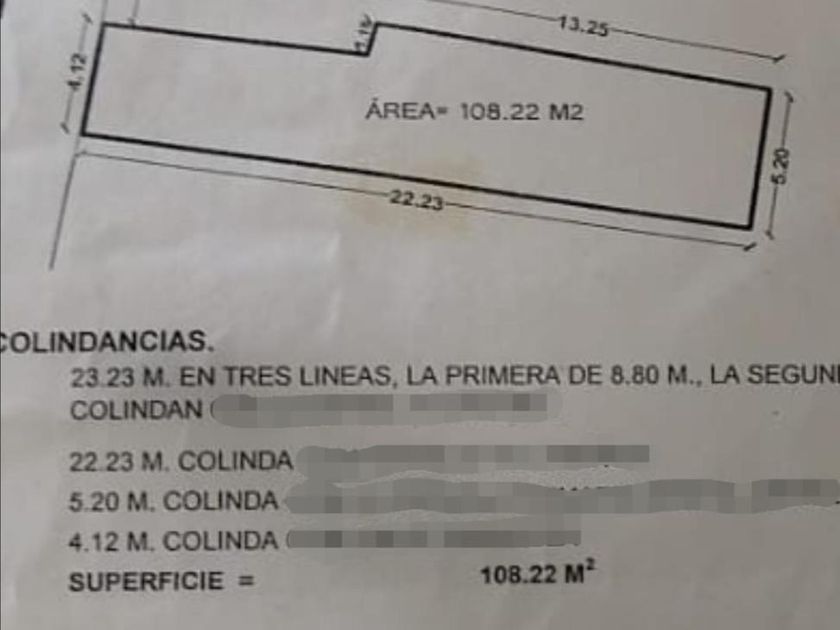 13.25
4.12
1.18
ÁREA= 108.22 M2
5.20
22.23
COLINDANCIAS.
23.23 M. EN TRES LINEAS, LA PRIMERA DE 8.80 M., LA
COLINDAN
22.23 M. COLINDA
5.20 M. COLINDA
4.12 M. COLINDA
SUPERFICIE = 108.22 M²